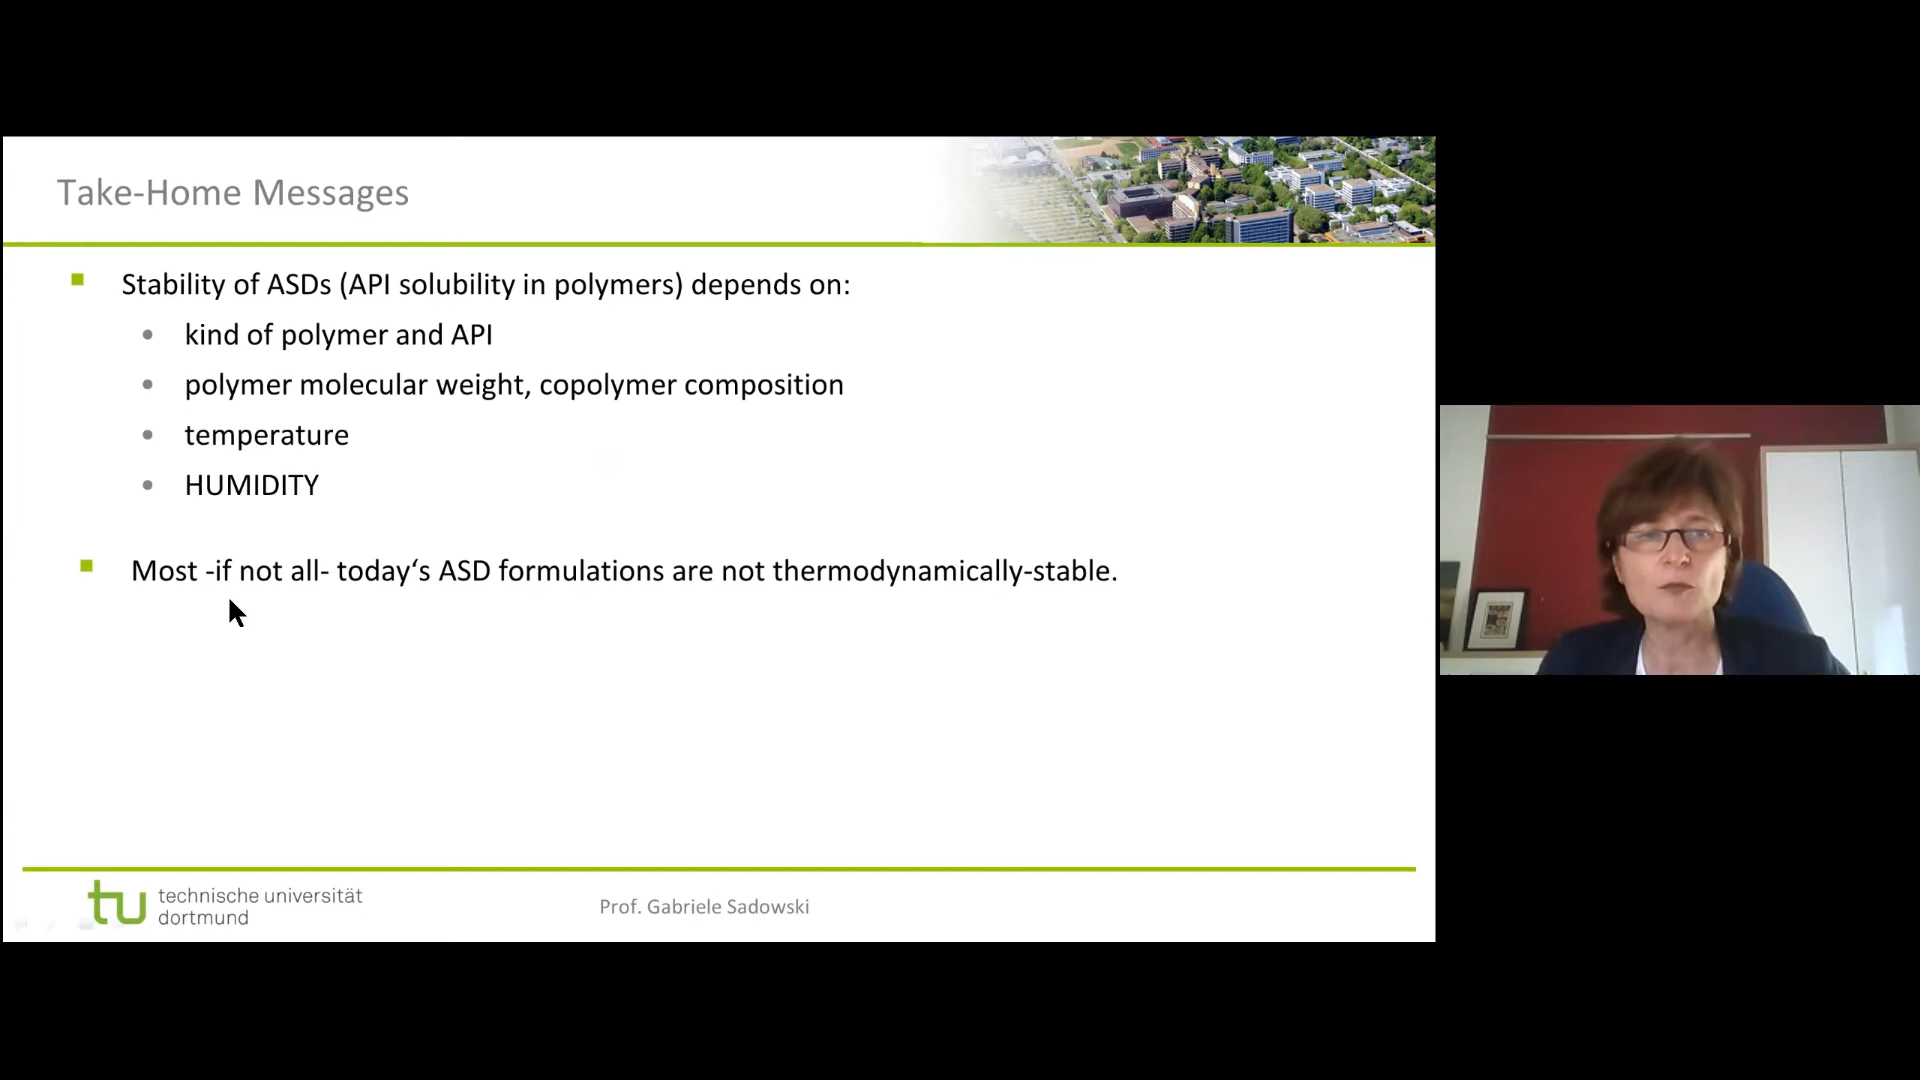 Take-Home Messages
Stability of ASDs (API solubility in polymers) depends on:
kind of polymer and API
polymer molecular weight, copolymer composition
temperature
HUMIDITY
Most -if not all- today‘s ASD formulations are not thermodynamically-stable.
tu technische universität
dortmund
Prof. Gabriele Sadowski